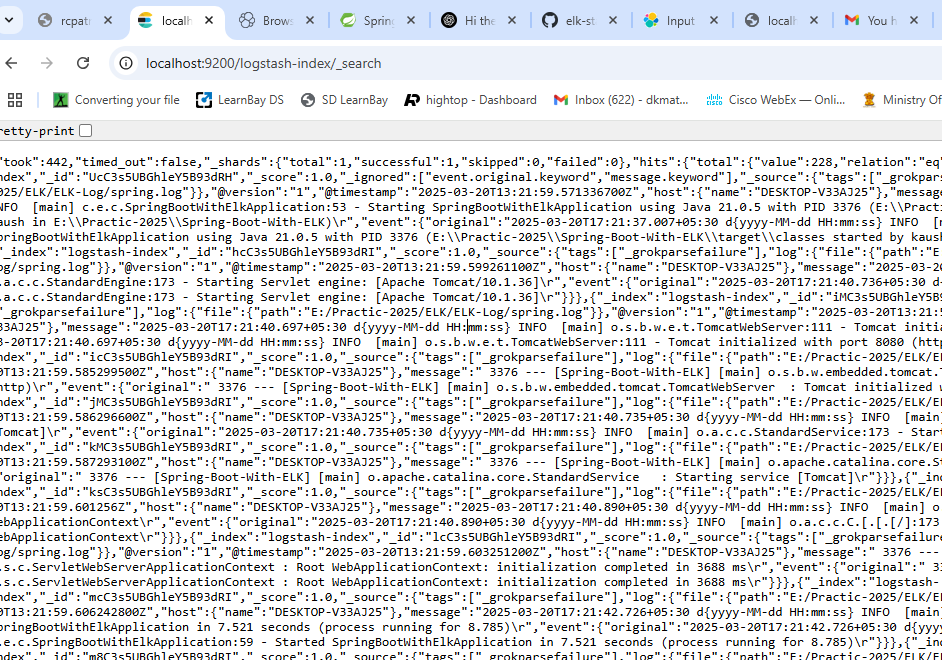 rcpatr
localh
Brows
Spring
Hi the
elk-st
Input
localh
You h
localhost:9200/logstash-index/_search
Converting your file
LearnBay DS
SD LearnBay
hightop - Dashboard
Inbox (622) - dkmat...
Cisco WebEx — Onli...
Ministry Of
retty-print
"took":442,"timed_out":false,"_shards":{"total":1,"successful":1,"skipped":0,"failed":0},"hits":{"total":{"value":228,"relation":"eq"
ndex","_id":"UcC3s5UBGhleY5B93dRH","_score":1.0,"_ignored":["event.original.keyword","message.keyword"],"_source":{"tags":["_grokpars
025/ELK/ELK-Log/spring.log"}},"@version":"1","@timestamp":"2025-03-20T13:21:59.571336700Z","host":{"name":"DESKTOP-V33AJ25"},"messag
NFO  [main] c.e.c.SpringBootWithElkApplication:53 - Starting SpringBootWithElkApplication using Java 21.0.5 with PID 3376 (E:\\Practi
aush in E:\\Practic-2025\\Spring-Boot-With-ELK)\r","event":{"original":"2025-03-20T17:21:37.007+05:30 d{yyyy-MM-dd HH:mm:ss} INFO  [m
pringBootWithElkApplication using Java 21.0.5 with PID 3376 (E:\\Practic-2025\\Spring-Boot-With-ELK\\target\\classes started by kaush
"_index":"logstash-index","_id":"hcC3s5UBGhleY5B93dRI","_score":1.0,"_source":{"tags":["_grokparsefailure"],"log":{"file":{"path":"E
og/spring.log"}},"@version":"1","@timestamp":"2025-03-20T13:21:59.599261100Z","host":{"name":"DESKTOP-V33AJ25"},"message":"2025-03-20
.a.c.c.StandardEngine:173 - Starting Servlet engine: [Apache Tomcat/10.1.36]\r","event":{"original":"2025-03-20T17:21:40.736+05:30 d{
.a.c.c.StandardEngine:173 - Starting Servlet engine: [Apache Tomcat/10.1.36]\r"}}},{"_index":"logstash-index","_id":"iMC3s5UBGhleY5B9
"_grokparsefailure"],"log":{"file":{"path":"E:/Practic-2025/ELK/ELK-Log/spring.log"}},"@version":"1","@timestamp":"2025-03-20T13:21:5
33AJ25"},"message":"2025-03-20T17:21:40.697+05:30 d{yyyy-MM-dd HH:mm:ss} INFO  [main] o.s.b.w.e.t.TomcatWebServer:111 - Tomcat initia
0T17:21:40.697+05:30 d{yyyy-MM-dd HH:mm:ss} INFO  [main] o.s.b.w.e.t.TomcatWebServer:111 - Tomcat initialized with port 8080 (http
ndex","_id":"icC3s5UBGhleY5B93dRI","_score":1.0,"_source":{"tags":["_grokparsefailure"],"log":{"file":{"path":"E:/Practic-2025/ELK/EL
0T13:21:59.585299500Z","host":{"name":"DESKTOP-V33AJ25"},"message":" 3376 --- [Spring-Boot-With-ELK] [main] o.s.b.w.embedded.tomcat.T
http)\r","event":{"original":" 3376 --- [Spring-Boot-With-ELK] [main] o.s.b.w.embedded.tomcat.TomcatWebServer  : Tomcat initialized w
ndex","_id":"jMC3s5UBGhleY5B93dRI","_score":1.0,"_source":{"tags":["_grokparsefailure"],"log":{"file":{"path":"E:/Practic-2025/ELK/EL
0T13:21:59.586296600Z","host":{"name":"DESKTOP-V33AJ25"},"message":"2025-03-20T17:21:40.735+05:30 d{yyyy-MM-dd HH:mm:ss} INFO  [main]
Tomcat]\r","event":{"original":"2025-03-20T17:21:40.735+05:30 d{yyyy-MM-dd HH:mm:ss} INFO  [main] o.a.c.c.StandardService:173 - Start
ndex","_id":"kMC3s5UBGhleY5B93dRI","_score":1.0,"_source":{"tags":["_grokparsefailure"],"log":{"file":{"path":"E:/Practic-2025/ELK/EL
0T13:21:59.587293100Z","host":{"name":"DESKTOP-V33AJ25"},"message":" 3376 --- [Spring-Boot-With-ELK] [main] o.apache.catalina.core.St
"original":" 3376 --- [Spring-Boot-With-ELK] [main] o.apache.catalina.core.StandardService   : Starting service [Tomcat]\r"}}},{"_ind
ndex","_id":"ksC3s5UBGhleY5B93dRI","_score":1.0,"_source":{"tags":["_grokparsefailure"],"log":{"file":{"path":"E:/Practic-2025/ELK/EL
0T13:21:59.601256Z","host":{"name":"DESKTOP-V33AJ25"},"message":"2025-03-20T17:21:40.890+05:30 d{yyyy-MM-dd HH:mm:ss} INFO  [main] o
ebApplicationContext\r","event":{"original":"2025-03-20T17:21:40.890+05:30 d{yyyy-MM-dd HH:mm:ss} INFO  [main] o.a.c.c.C.[.[.[/]:173
ebApplicationContext\r"}}},{"_index":"logstash-index","_id":"lcC3s5UBGhleY5B93dRI","_score":1.0,"_source":{"tags":["_grokparsefailure
og/spring.log"}},"@version":"1","@timestamp":"2025-03-20T13:21:59.603251200Z","host":{"name":"DESKTOP-V33AJ25"},"message":" 3376 ---
.s.c.ServletWebServerApplicationContext : Root WebApplicationContext: initialization completed in 3688 ms\r","event":{"original":" 33
.s.c.ServletWebServerApplicationContext : Root WebApplicationContext: initialization completed in 3688 ms\r"}}},{"_index":"logstash-
ndex","_id":"mcC3s5UBGhleY5B93dRI","_score":1.0,"_source":{"tags":["_grokparsefailure"],"log":{"file":{"path":"E:/Practic-2025/ELK/EL
0T13:21:59.606242800Z","host":{"name":"DESKTOP-V33AJ25"},"message":"2025-03-20T17:21:42.726+05:30 d{yyyy-MM-dd HH:mm:ss} INFO  [main]
pringBootWithElkApplication in 7.521 seconds (process running for 8.785)\r","event":{"original":"2025-03-20T17:21:42.726+05:30 d{yyyy
.e.c.SpringBootWithElkApplication:59 - Started SpringBootWithElkApplication in 7.521 seconds (process running for 8.785)\r"}}},{"_in
ndex","_id":"m8C3s5UBGhleY5B93dRI","_score":1.0,"_source":{"tags":["_grokparsefailure"],"log":{"file":{"path":"E:/Practic-2025/ELK/EL